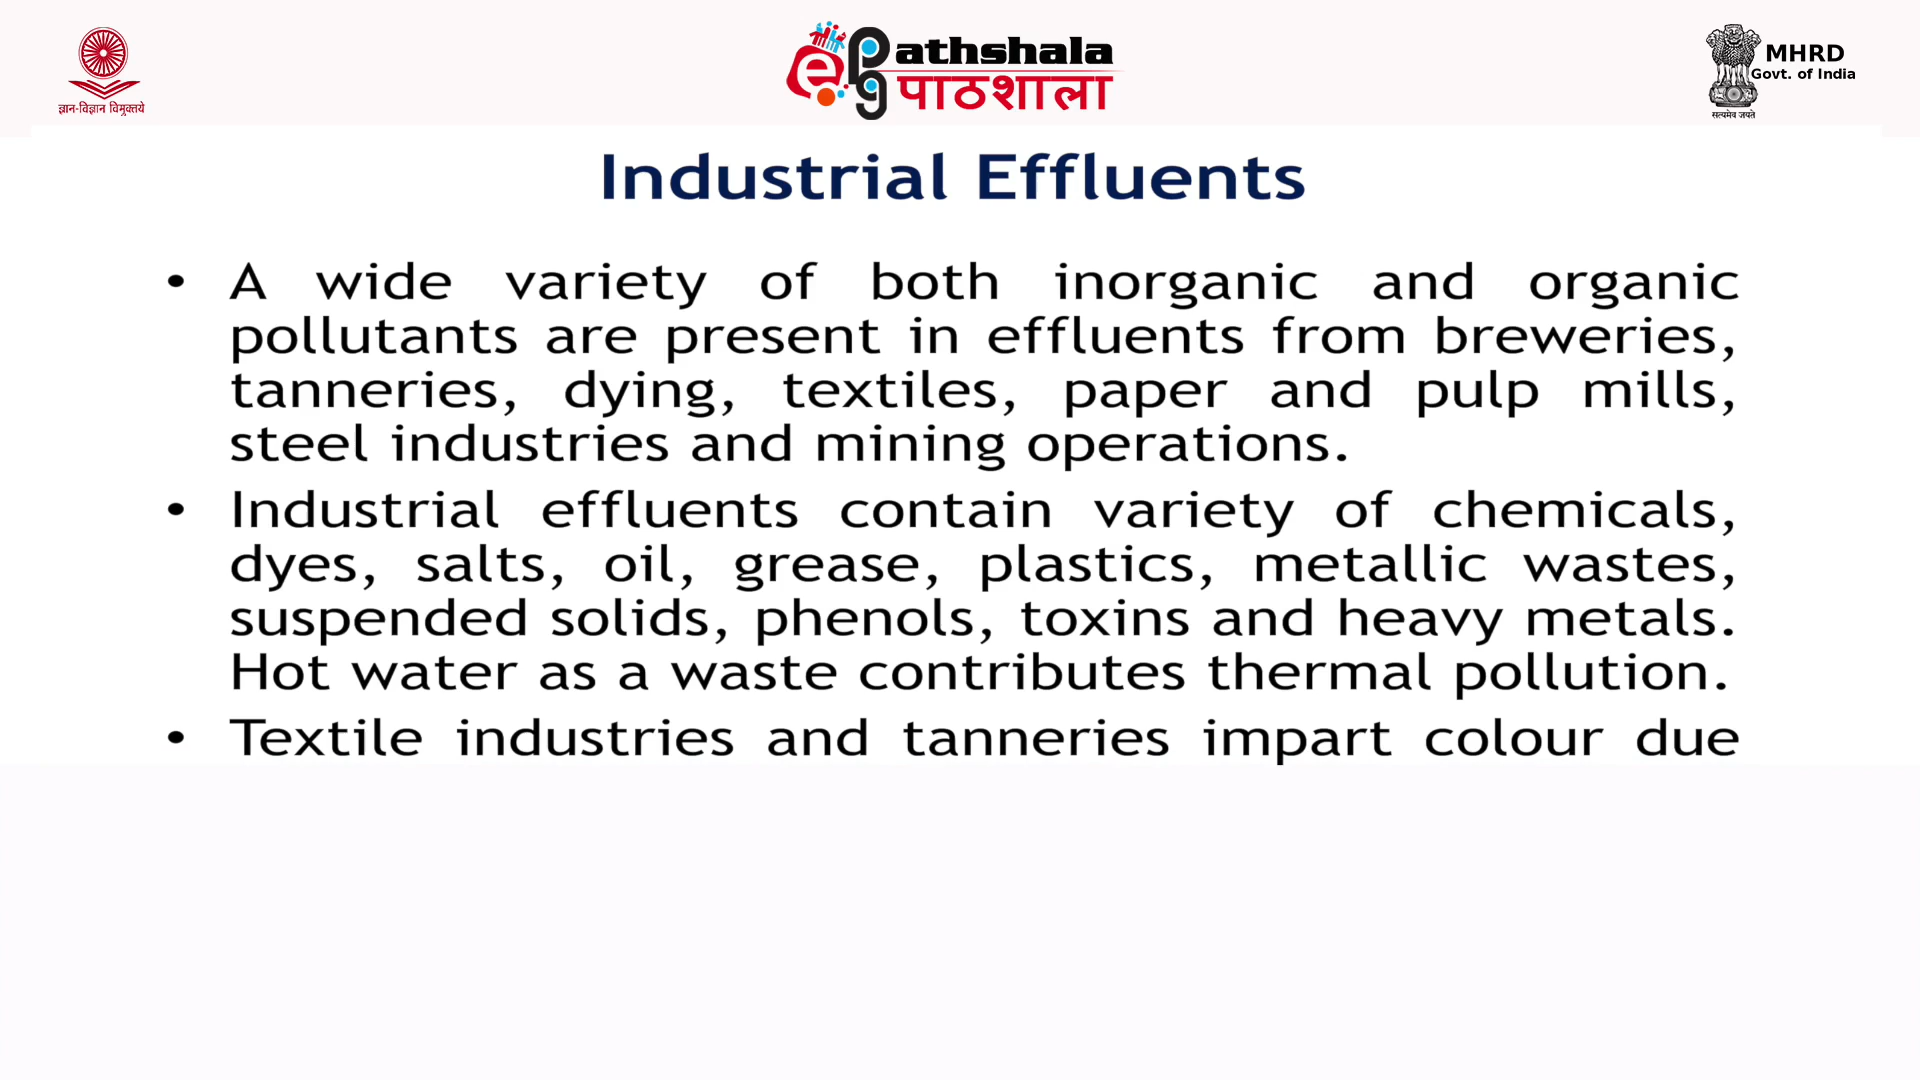 ज्ञान-विज्ञान विमुक्तये
e pg athshala
पाठशाला
MHRD
Govt. of India
सत्यमेव जयते
Industrial Effluents
• A wide variety of both inorganic and organic
pollutants are present in effluents from breweries,
tanneries, dying, textiles, paper and pulp mills,
steel industries and mining operations.
• Industrial effluents contain variety of chemicals,
dyes, salts, oil, grease, plastics, metallic wastes,
suspended solids, phenols, toxins and heavy metals.
Hot water as a waste contributes thermal pollution.
• Textile industries and tanneries impart colour due